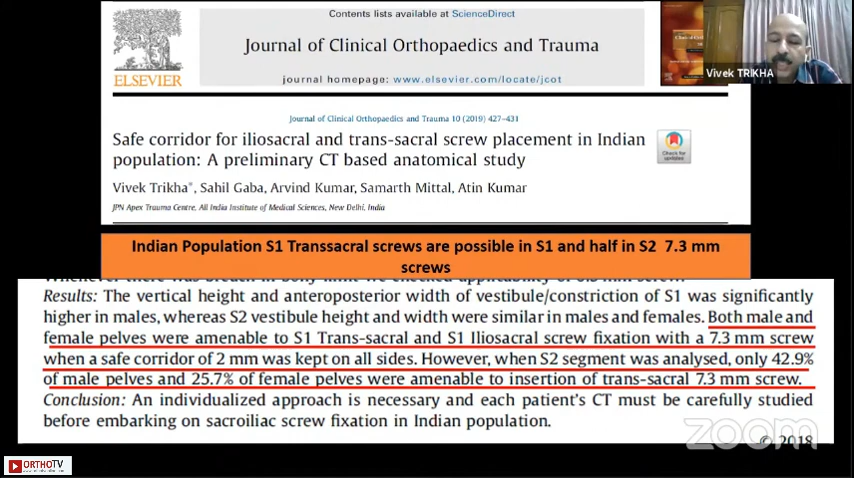 Contents lists available at ScienceDirect
Journal of Clinical Orthopaedics and Trauma
journal homepage: www.elsevier.com/locate/jcot
ELSEVIER
Vivek TRIKHA
Journal of Clinical Orthopaedics and Trauma 10 (2019) 427–431
Safe corridor for iliosacral and trans-sacral screw placement in Indian
population: A preliminary CT based anatomical study
Check for
updates
Vivek Trikha*, Sahil Gaba, Arvind Kumar, Samarth Mittal, Atin Kumar
JPN Apex Trauma Centre, All India Institute of Medical Sciences, New Delhi, India
Indian Population S1 Transsacral screws are possible in S1 and half in S2 7.3 mm
screws
Results: The vertical height and anteroposterior width of vestibule/constriction of S1 was significantly
higher in males, whereas S2 vestibule height and width were similar in males and females. Both male and
female pelves were amenable to S1 Trans-sacral and S1 Iliosacral screw fixation with a 7.3 mm screw
when a safe corridor of 2 mm was kept on all sides. However, when S2 segment was analysed, only 42.9%
of male pelves and 25.7% of female pelves were amenable to insertion of trans-sacral 7.3 mm screw.
Conclusion: An individualized approach is necessary and each patient's CT must be carefully studied
before embarking on sacroiliac screw fixation in Indian population.
© 2018
zoom
ORTHOTV